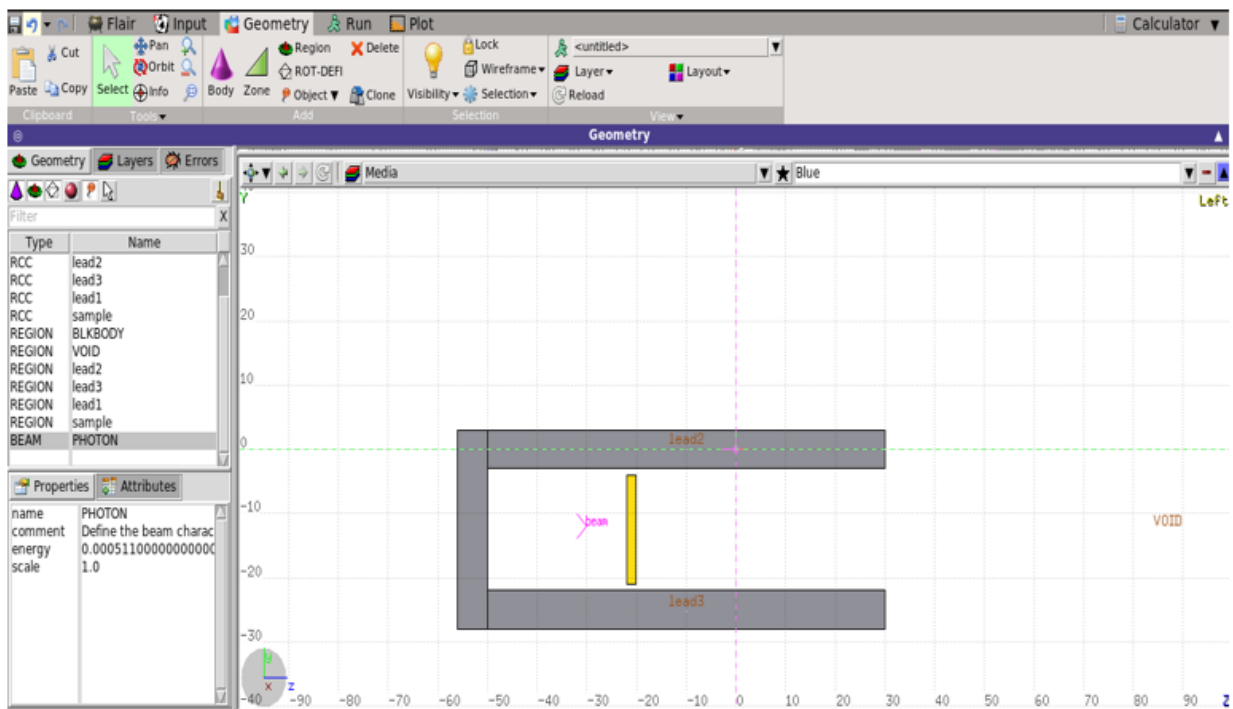 Flair Input Geometry Run Plot Calculator
Cut Pan Region Delete Lock <untitled>
Orbit ROT-DEFI Wireframe Layer Layout
Paste Copy Select Info Body Zone Object Clone Visibility Selection Reload
Clipboard Tools Add Selection View
Geometry
Geometry Layers Errors
Media Blue
Filter X
Y Left
Type Name
RCC lead2
RCC lead3
RCC lead1
RCC sample
REGION BLKBODY
REGION VOID
REGION lead2
REGION lead3
REGION lead1
REGION sample
BEAM PHOTON
Properties Attributes
name PHOTON
comment Define the beam charac
energy 0.00051100000000000
scale 1.0
30
20
10
0
-10
-20
-30
-40 -90 -80 -70 -60 -50 -40 -30 -20 -10 0 10 20 30 40 50 60 70 80 90 Z
lead2
beam
VOID
lead3
y
x z